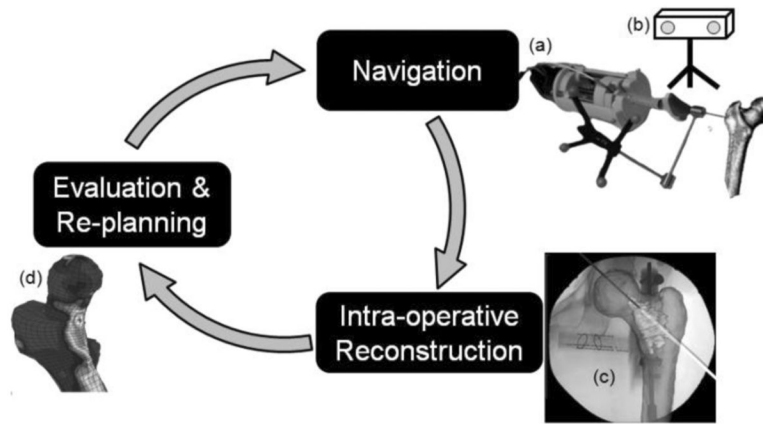 (b)
(a)
Navigation
Evaluation &
Re-planning
(d)
Intra-operative
Reconstruction
(c)